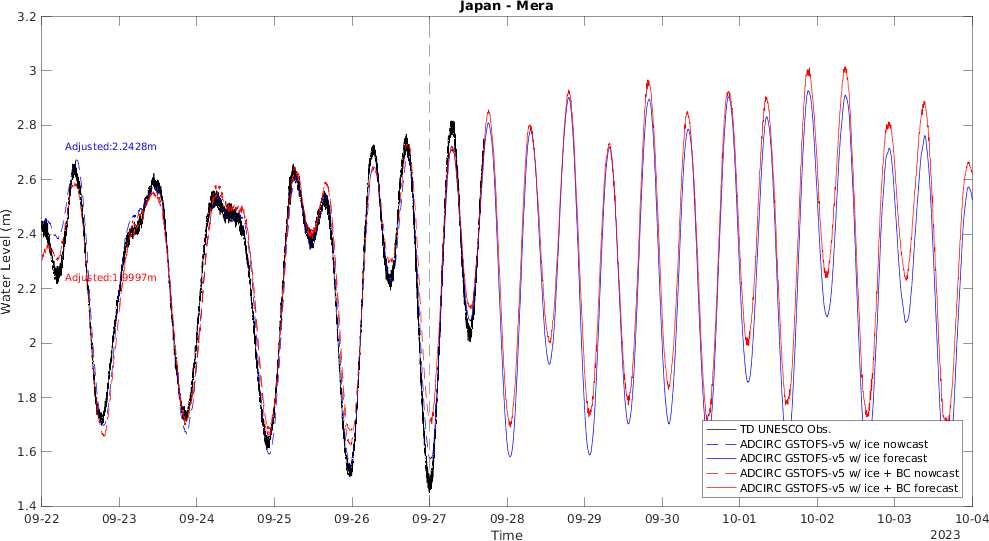 Japan - Mera
3.2
3
2.8
2.6
2.4
2.2
2
1.8
1.6
1.4
Water Level (m)
Adjusted:2.2428m
Adjusted:1.9997m
TD UNESCO Obs.
ADCIRC GSTOFS-v5 w/ ice nowcast
ADCIRC GSTOFS-v5 w/ ice forecast
ADCIRC GSTOFS-v5 w/ ice + BC nowcast
ADCIRC GSTOFS-v5 w/ ice + BC forecast
09-22 09-23 09-24 09-25 09-26 09-27 09-28 09-29 09-30 10-01 10-02 10-03 10-04
Time
2023